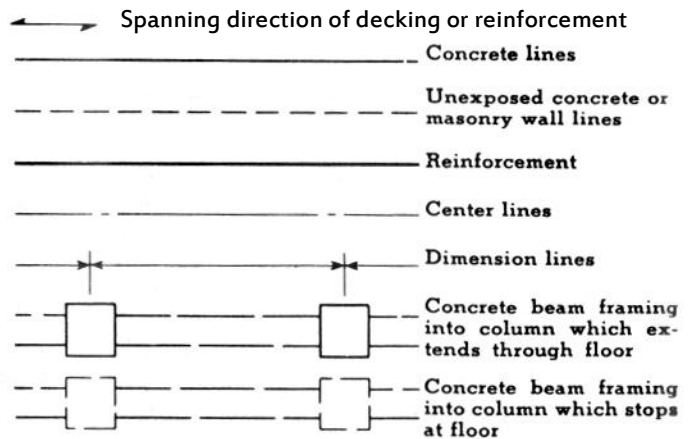 Spanning direction of decking or reinforcement
Concrete lines
Unexposed concrete or
masonry wall lines
Reinforcement
Center lines
Dimension lines
Concrete beam framing
into column which ex-
tends through floor
Concrete beam framing
into column which stops
at floor